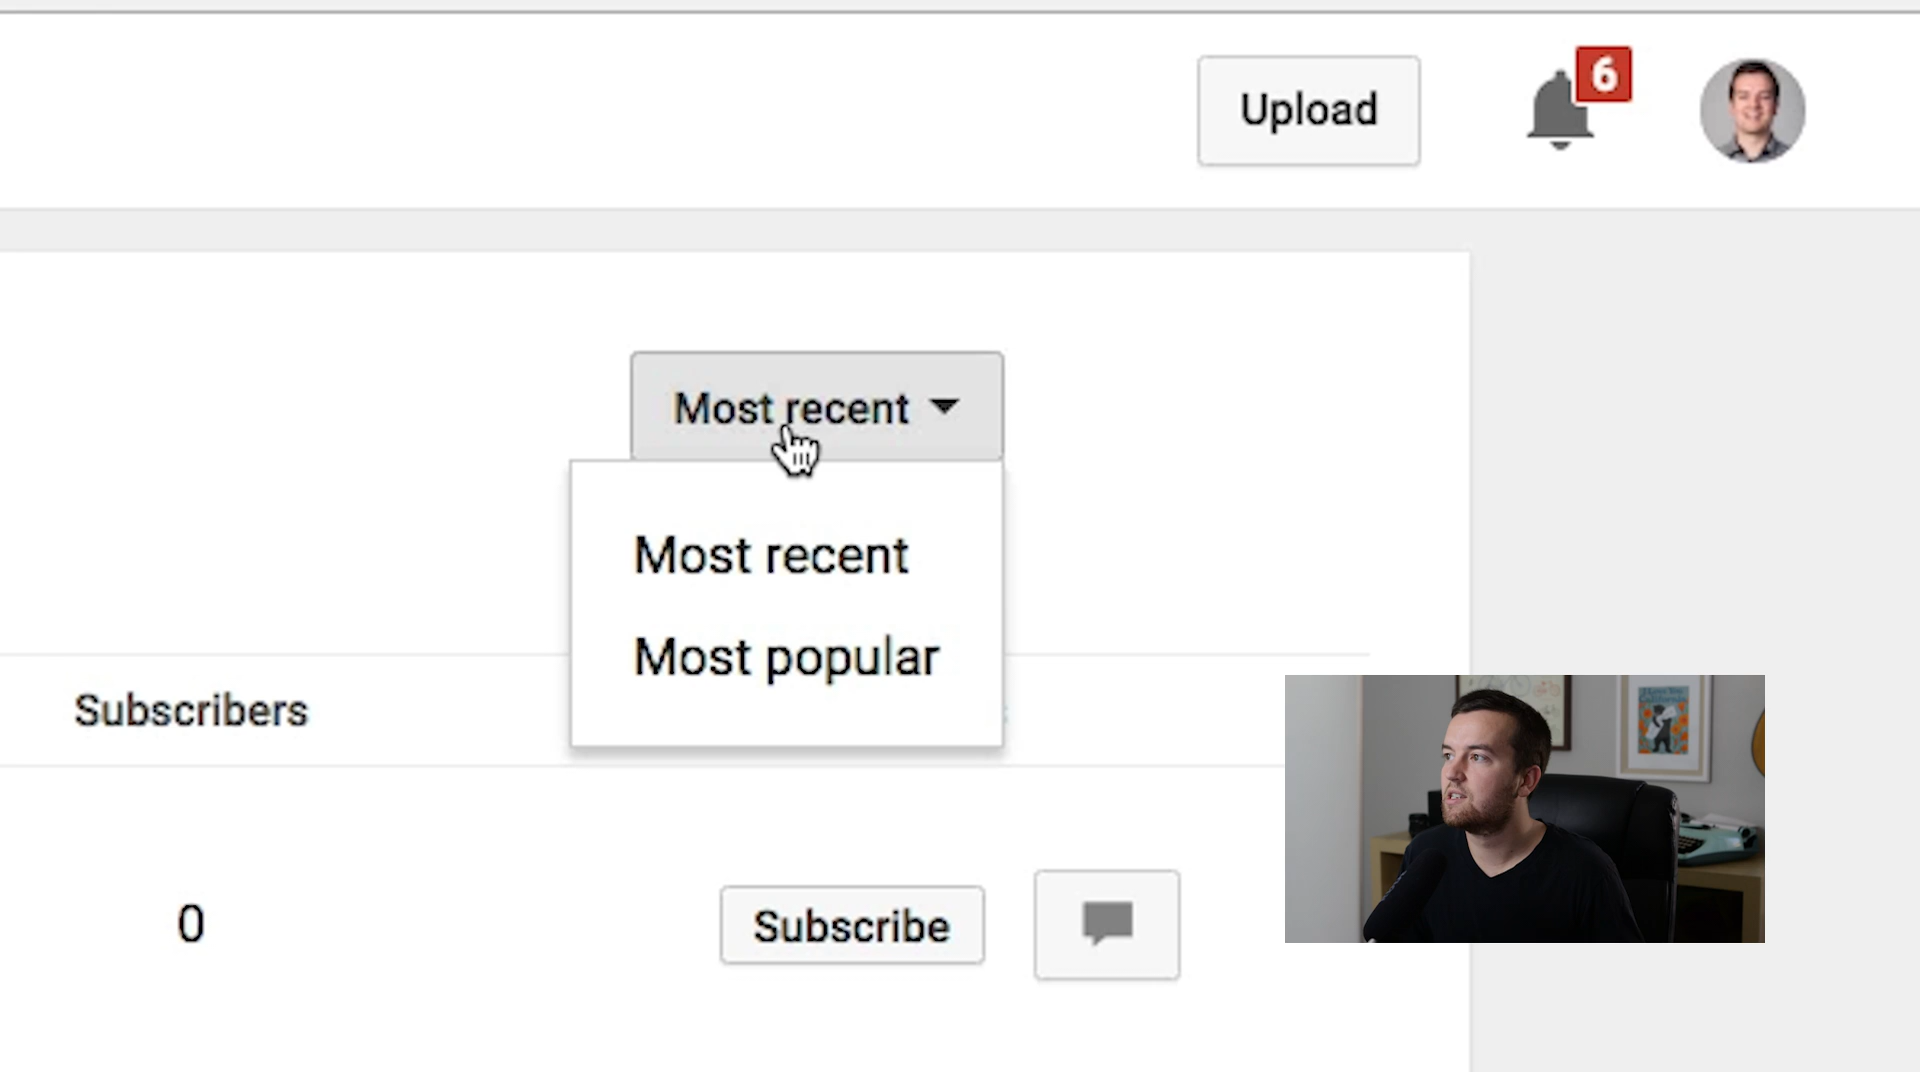 Upload
6
Most recent
Most recent
Most popular
Subscribers
0
Subscribe